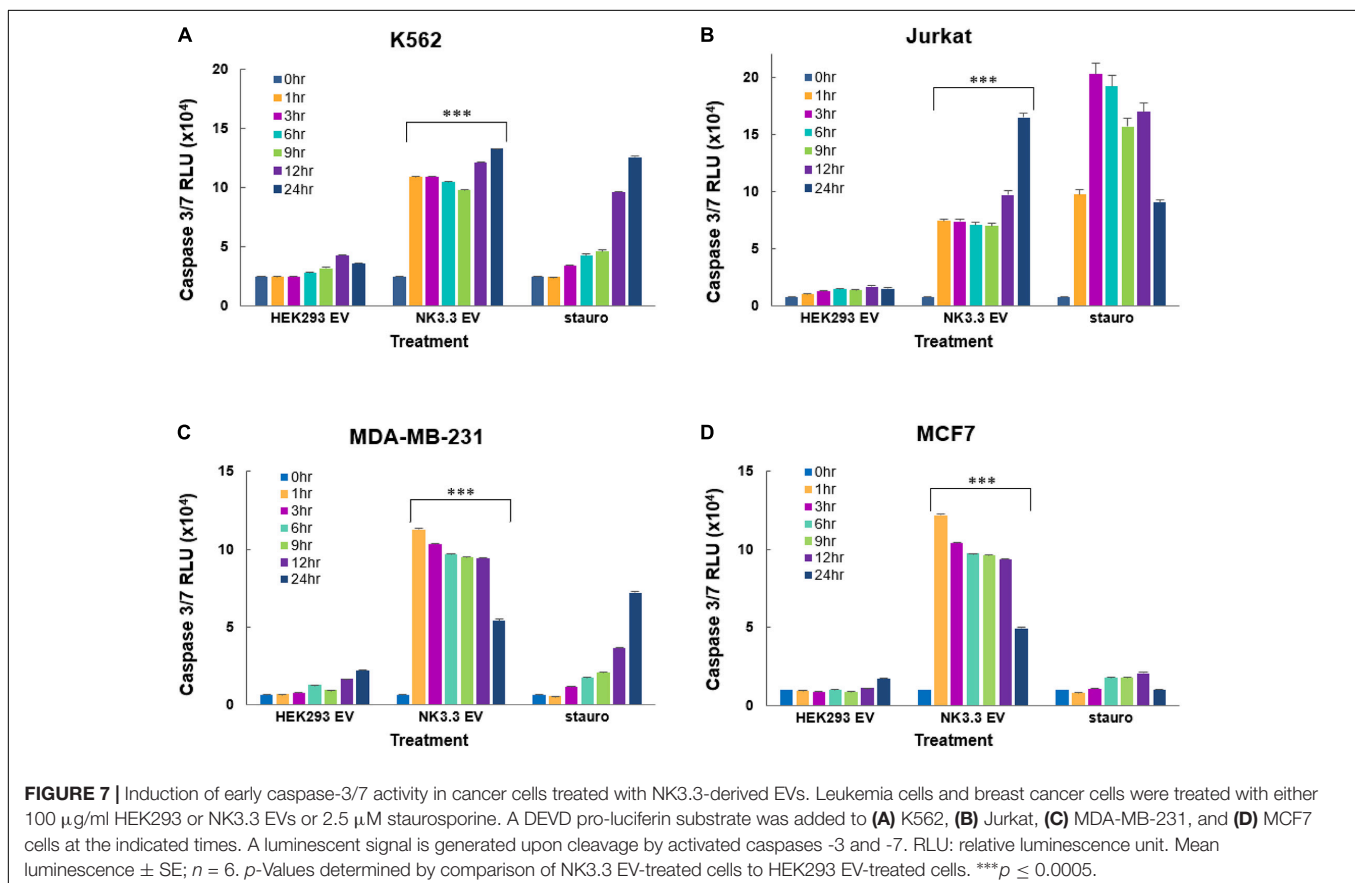 A
K562
Caspase 3/7 RLU (x10⁴)
20
15
10
5
0
0hr
1hr
3hr
6hr
9hr
12hr
24hr
***
HEK293 EV
NK3.3 EV
stauro
Treatment
B
Jurkat
Caspase 3/7 RLU (x10⁴)
20
15
10
5
0
0hr
1hr
3hr
6hr
9hr
12hr
24hr
***
HEK293 EV
NK3.3 EV
stauro
Treatment
C
MDA-MB-231
Caspase 3/7 RLU (x10⁴)
15
10
5
0
0hr
1hr
3hr
6hr
9hr
12hr
24hr
***
HEK293 EV
NK3.3 EV
stauro
Treatment
D
MCF7
Caspase 3/7 RLU (x10⁴)
15
10
5
0
0hr
1hr
3hr
6hr
9hr
12hr
24hr
***
HEK293 EV
NK3.3 EV
stauro
Treatment
FIGURE 7 | Induction of early caspase-3/7 activity in cancer cells treated with NK3.3-derived EVs. Leukemia cells and breast cancer cells were treated with either
100 μg/ml HEK293 or NK3.3 EVs or 2.5 μM staurosporine. A DEVD pro-luciferin substrate was added to (A) K562, (B) Jurkat, (C) MDA-MB-231, and (D) MCF7
cells at the indicated times. A luminescent signal is generated upon cleavage by activated caspases -3 and -7. RLU: relative luminescence unit. Mean
luminescence ± SE; n = 6. p-Values determined by comparison of NK3.3 EV-treated cells to HEK293 EV-treated cells. ***p ≤ 0.0005.